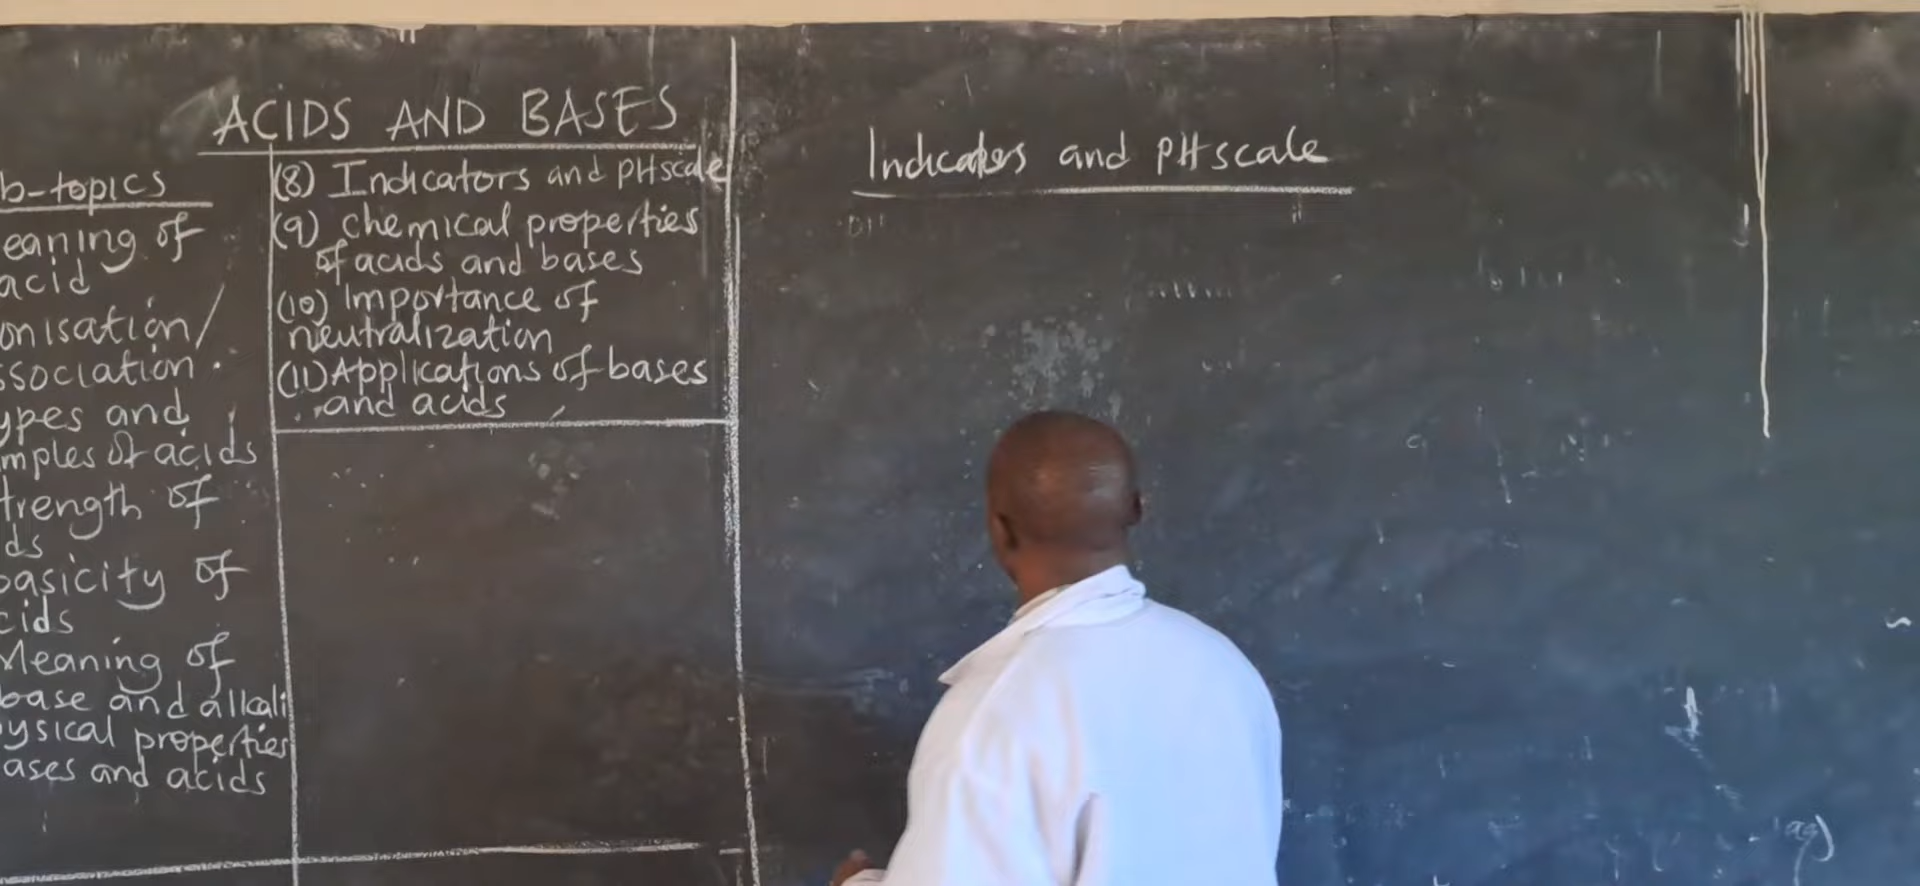 ACIDS AND BASES
b-topics
eaning of
acid
onisation/
ssociation.
ypes and
mples of acids
trength of
ds
basicity of
cids
Meaning of
base and alkali
ysical properties
ases and acids
(8) Indicators and pHscale
(9) chemical properties
of acids and bases
(10) Importance of
neutralization
(11) Applications of bases
and acids
Indicators and pHscale
aq)